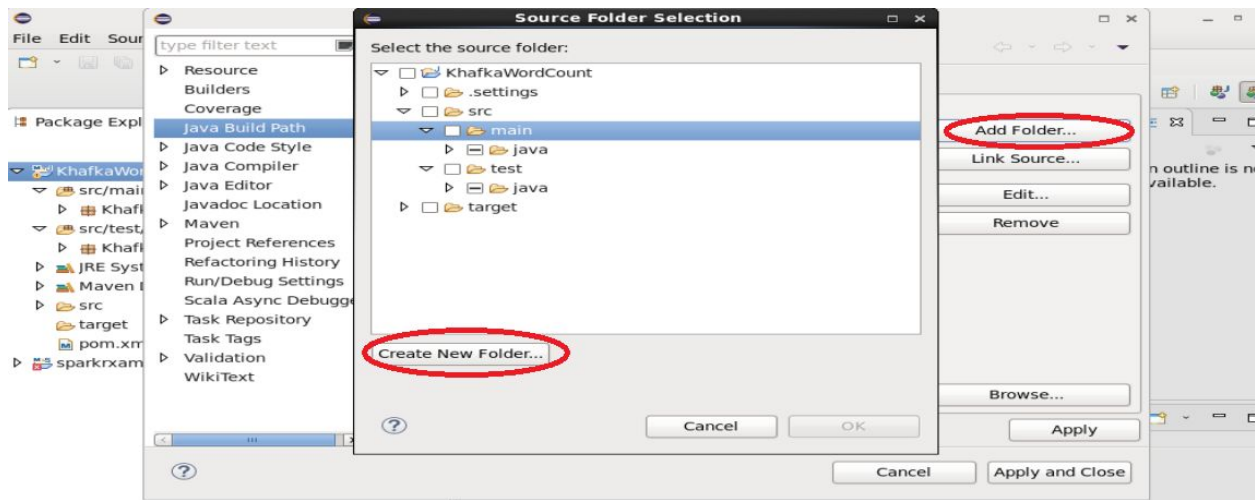 Source Folder Selection
File Edit Sour
type filter text
Select the source folder:
Resource
Builders
Coverage
Java Build Path
Java Code Style
Java Compiler
Java Editor
Javadoc Location
Maven
Project References
Refactoring History
Run/Debug Settings
Scala Async Debugge
Task Repository
Task Tags
Validation
WikiText
KhafkaWordCount
.settings
src
main
java
test
java
target
Create New Folder...
Cancel
OK
Package Expl
KhafkaWor
src/mai
Khafl
src/test,
Khafl
JRE Syst
Maven
src
target
pom.xm
sparkrxam
Add Folder...
Link Source...
Edit...
Remove
Browse...
Apply
Cancel
Apply and Close
n outline is n
vailable.